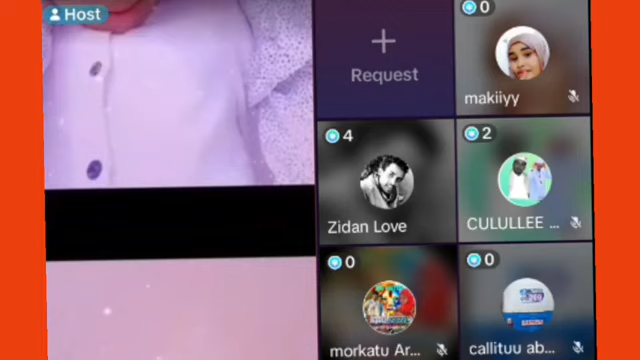 Host
+
Request
0
makiiyy
4
Zidan Love
2
CULULLEE ...
0
morkatu Ar...
0
callituu ab...